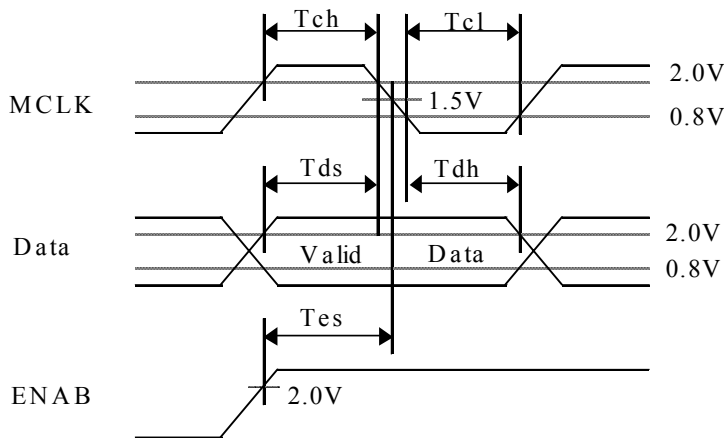 Tch Tcl
2.0V
MCLK 1.5V
0.8V
Tds Tdh
2.0V
Data Valid Data
0.8V
Tes
ENAB 2.0V